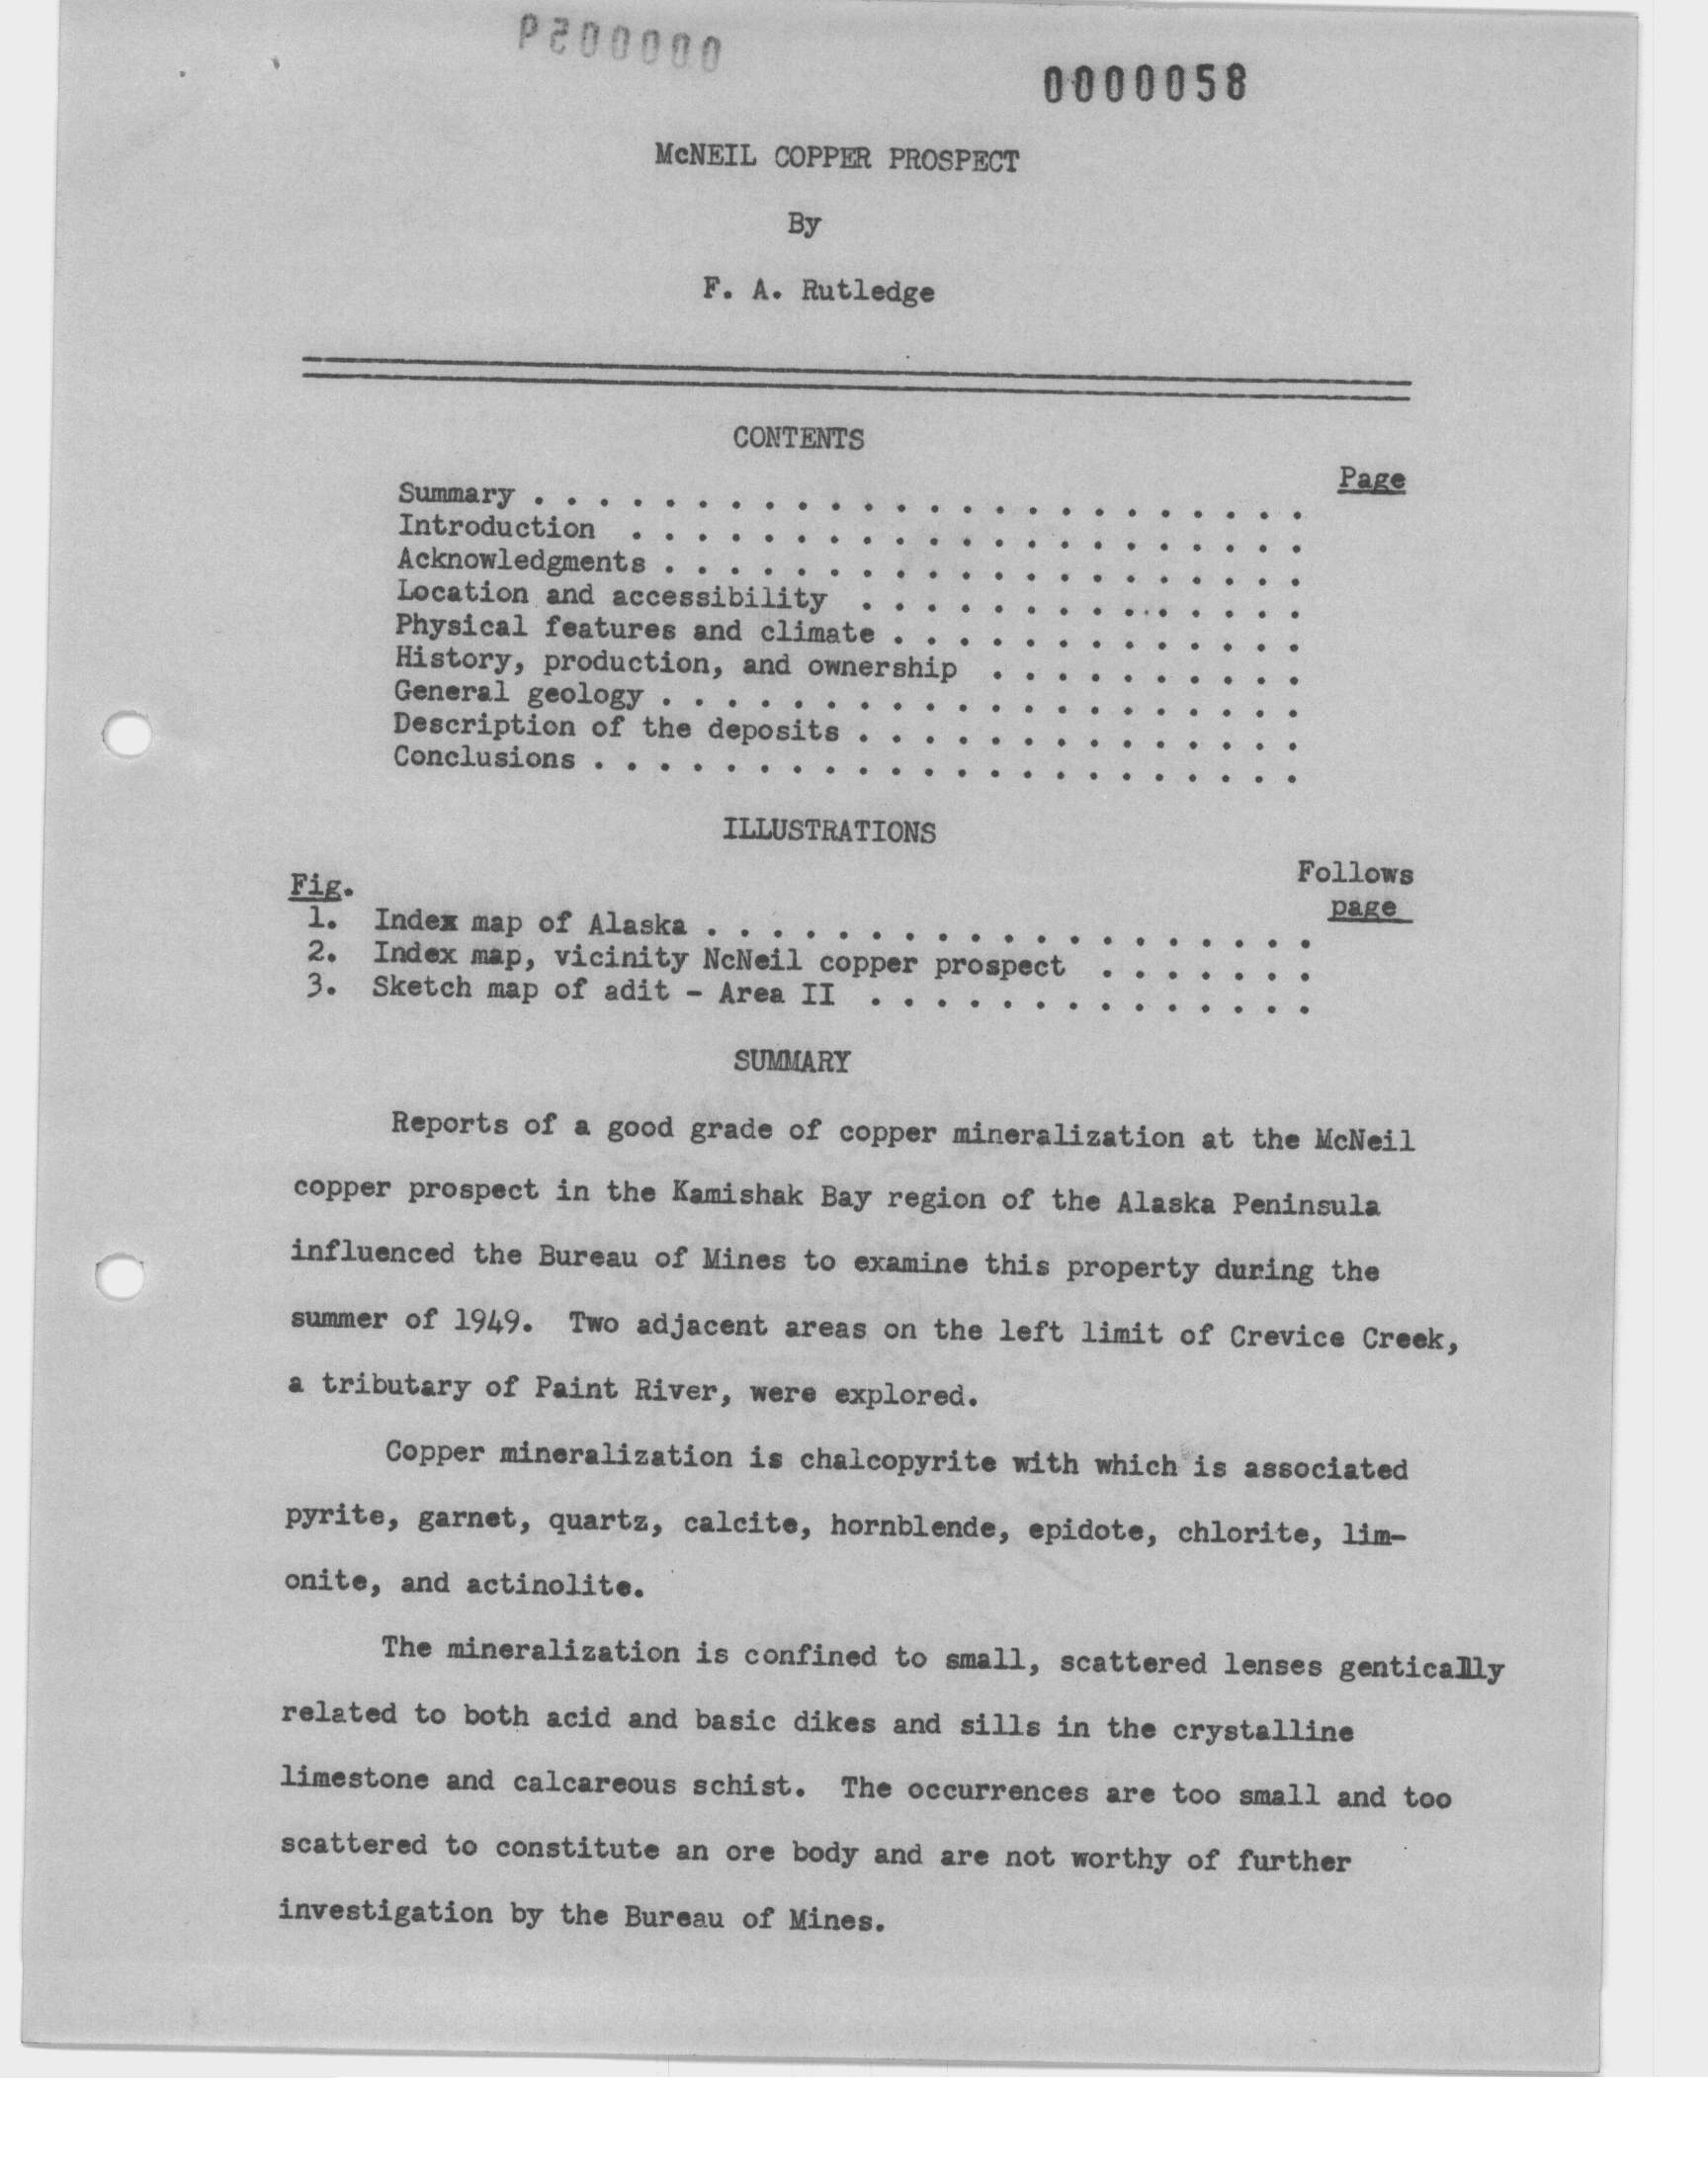 0000058
McNEIL COPPER PROSPECT
By
F. A. Rutledge
CONTENTS
Page
Summary . . . . . . . . . . . . . . . . . . . . . . . .
Introduction . . . . . . . . . . . . . . . . . . . . .
Acknowledgments . . . . . . . . . . . . . . . . . . . .
Location and accessibility . . . . . . . . . . . . . .
Physical features and climate . . . . . . . . . . . . .
History, production, and ownership . . . . . . . . . .
General geology . . . . . . . . . . . . . . . . . . . .
Description of the deposits . . . . . . . . . . . . . .
Conclusions . . . . . . . . . . . . . . . . . . . . . .
ILLUSTRATIONS
Follows
Fig. page
1. Index map of Alaska . . . . . . . . . . . . . . . . . . .
2. Index map, vicinity NcNeil copper prospect . . . . . . .
3. Sketch map of adit - Area II . . . . . . . . . . . . . .
SUMMARY
Reports of a good grade of copper mineralization at the McNeil
copper prospect in the Kamishak Bay region of the Alaska Peninsula
influenced the Bureau of Mines to examine this property during the
summer of 1949. Two adjacent areas on the left limit of Crevice Creek,
a tributary of Paint River, were explored.
Copper mineralization is chalcopyrite with which is associated
pyrite, garnet, quartz, calcite, hornblende, epidote, chlorite, lim-
onite, and actinolite.
The mineralization is confined to small, scattered lenses gentically
related to both acid and basic dikes and sills in the crystalline
limestone and calcareous schist. The occurrences are too small and too
scattered to constitute an ore body and are not worthy of further
investigation by the Bureau of Mines.